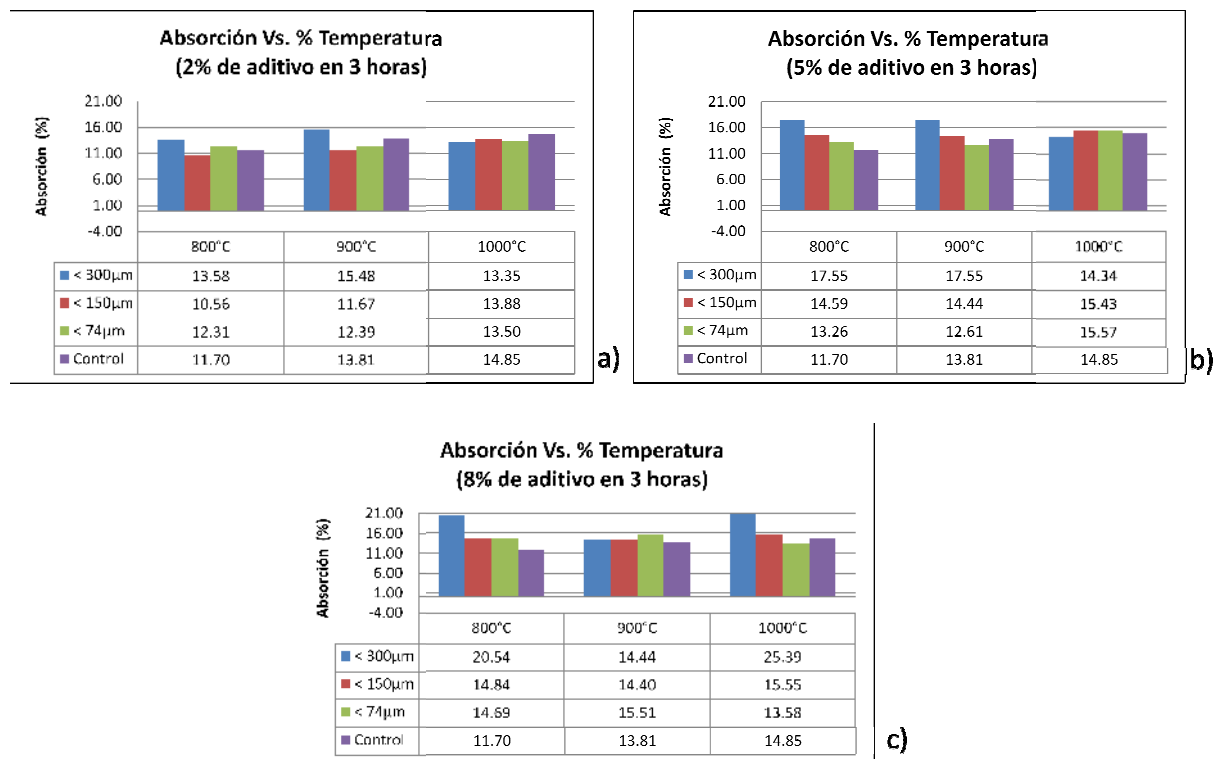 Absorción Vs. % Temperatura
(2% de aditivo en 3 horas)
Absorción (%)
21.00
16.00
11.00
6.00
1.00
-4.00
800°C 900°C 1000°C
< 300µm 13.58 15.48 13.35
< 150µm 10.56 11.67 13.88
< 74µm 12.31 12.39 13.50
Control 11.70 13.81 14.85
a)
Absorción Vs. % Temperatura
(5% de aditivo en 3 horas)
Absorción (%)
21.00
16.00
11.00
6.00
1.00
-4.00
800°C 900°C 1000°C
< 300µm 17.55 17.55 14.34
< 150µm 14.59 14.44 15.43
< 74µm 13.26 12.61 15.57
Control 11.70 13.81 14.85
b)
Absorción Vs. % Temperatura
(8% de aditivo en 3 horas)
Absorción (%)
21.00
16.00
11.00
6.00
1.00
-4.00
800°C 900°C 1000°C
< 300µm 20.54 14.44 25.39
< 150µm 14.84 14.40 15.55
< 74µm 14.69 15.51 13.58
Control 11.70 13.81 14.85
c)